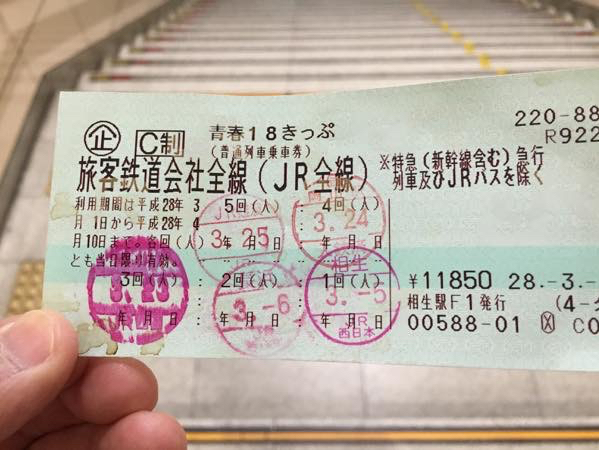 220-88
R922
㊭ C制 青春18きっぷ
(普通列車乗車券)
旅客鉄道会社全線(JR全線) ※特急(新幹線含む)急行
列車及びJRバスを除く
利用期間は平成28年3 5回(人) 4回(人)
月1日から平成28年4
月10日まで。各回(人) 年 月 日 年 月 日
とも当日限り有効。
JR
3.25
3.24
3回(人) 2回(人) 1回(人)
3.23
3.-6
相生
3.-5
JR
西日本
年 月 日 年 月 日 年 月 日
¥11850 28.-3.-
相生駅F1発行 (4-
00588-01 CO